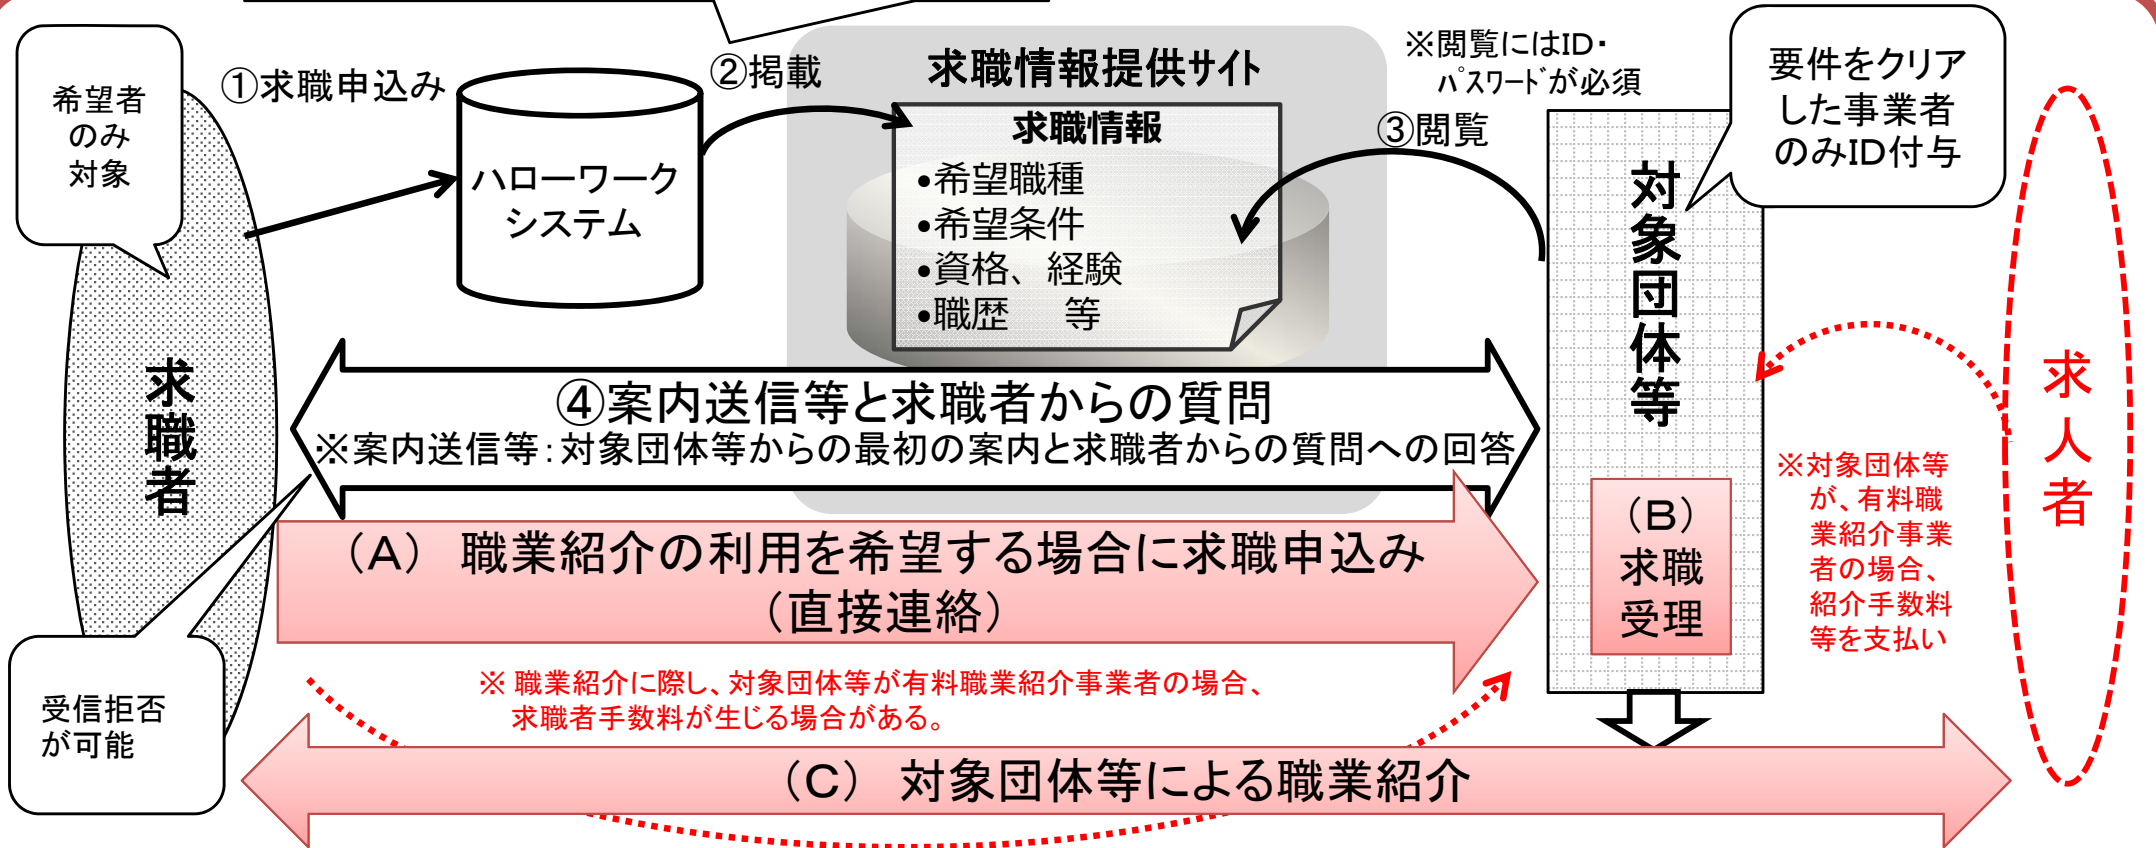 希望者
のみ
対象
①求職申込み
ハローワーク
システム
②掲載
求職情報提供サイト
求職情報
•希望職種
•希望条件
•資格、経験
•職歴　等
※閲覧にはID・
パスワードが必須
③閲覧
要件をクリア
した事業者
のみID付与
対象団体等
求職者
求人者
④案内送信等と求職者からの質問
※案内送信等：対象団体等からの最初の案内と求職者からの質問への回答
（A）　職業紹介の利用を希望する場合に求職申込み
（直接連絡）
（B）
求職
受理
※対象団体等
が、有料職
業紹介事業
者の場合、
紹介手数料
等を支払い
受信拒否
が可能
※ 職業紹介に際し、対象団体等が有料職業紹介事業者の場合、
求職者手数料が生じる場合がある。
（C）　対象団体等による職業紹介